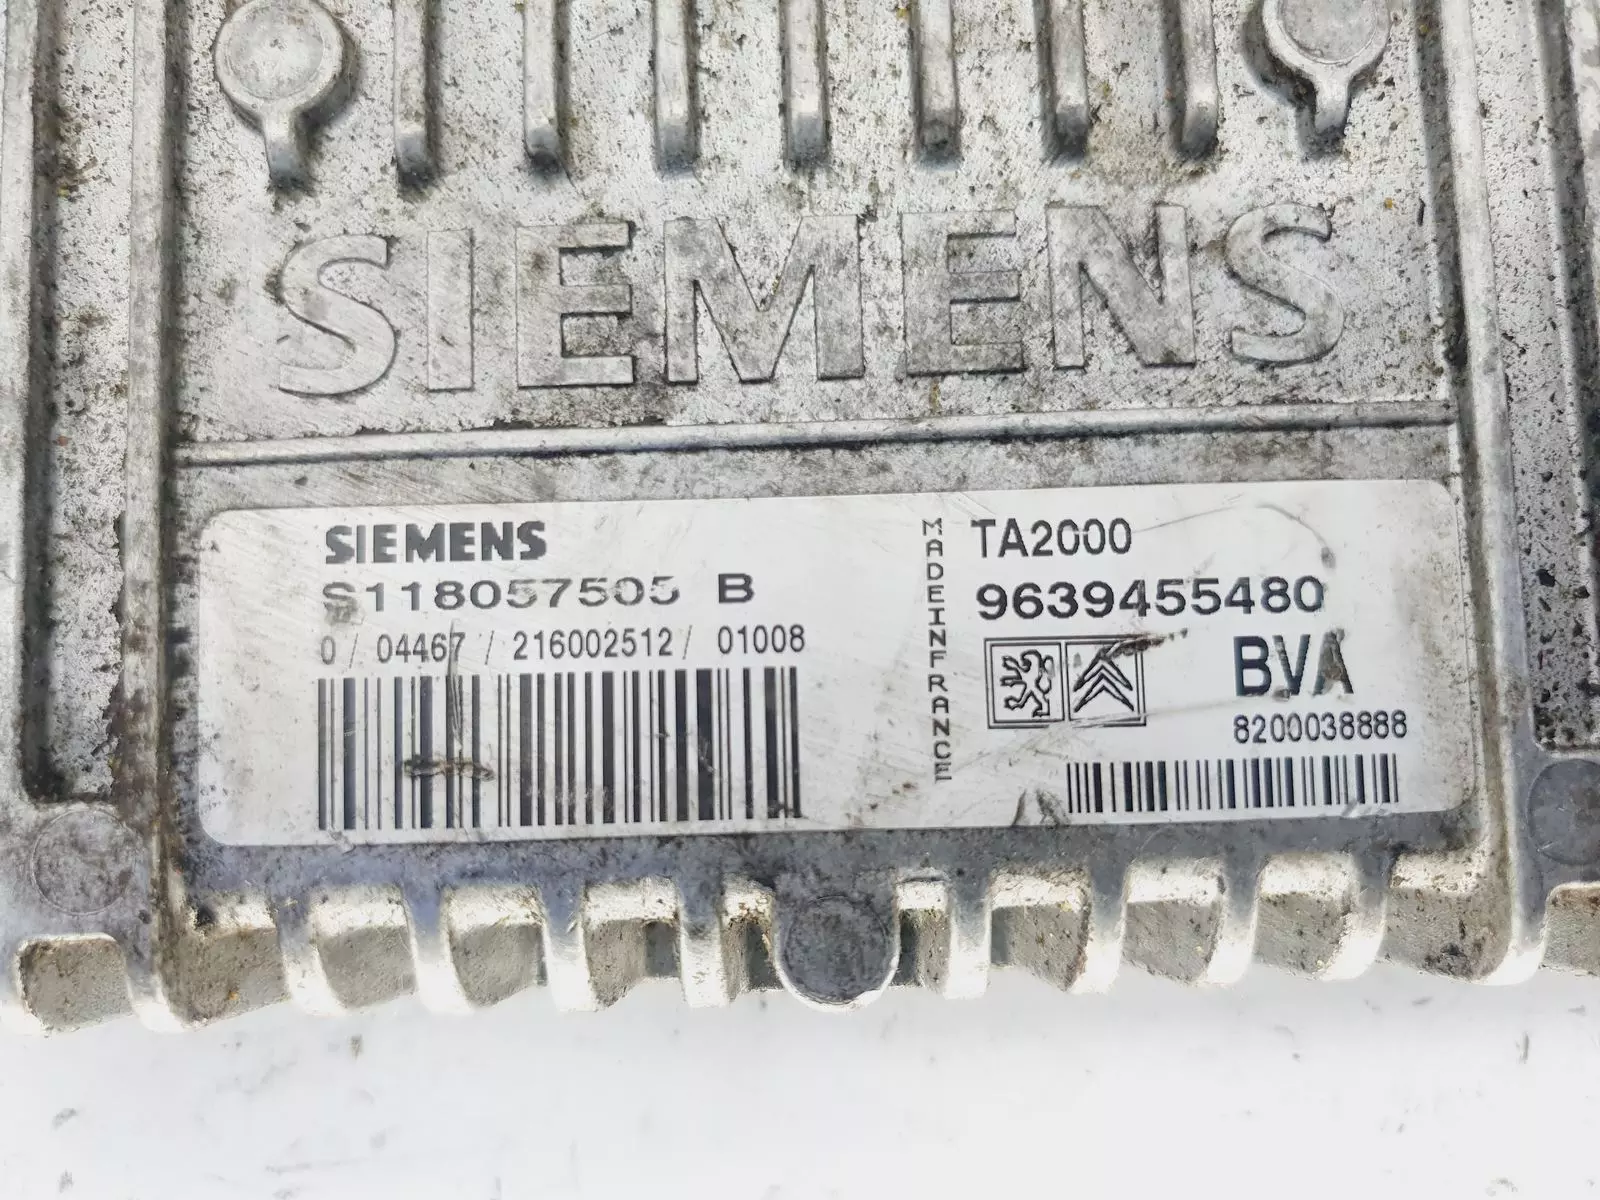 SIEMENS
SIEMENS
S118057505 B
0 / 04467 / 216002512 / 01008
MADEINFRANCE
TA2000
9639455480
BVA
8200038888